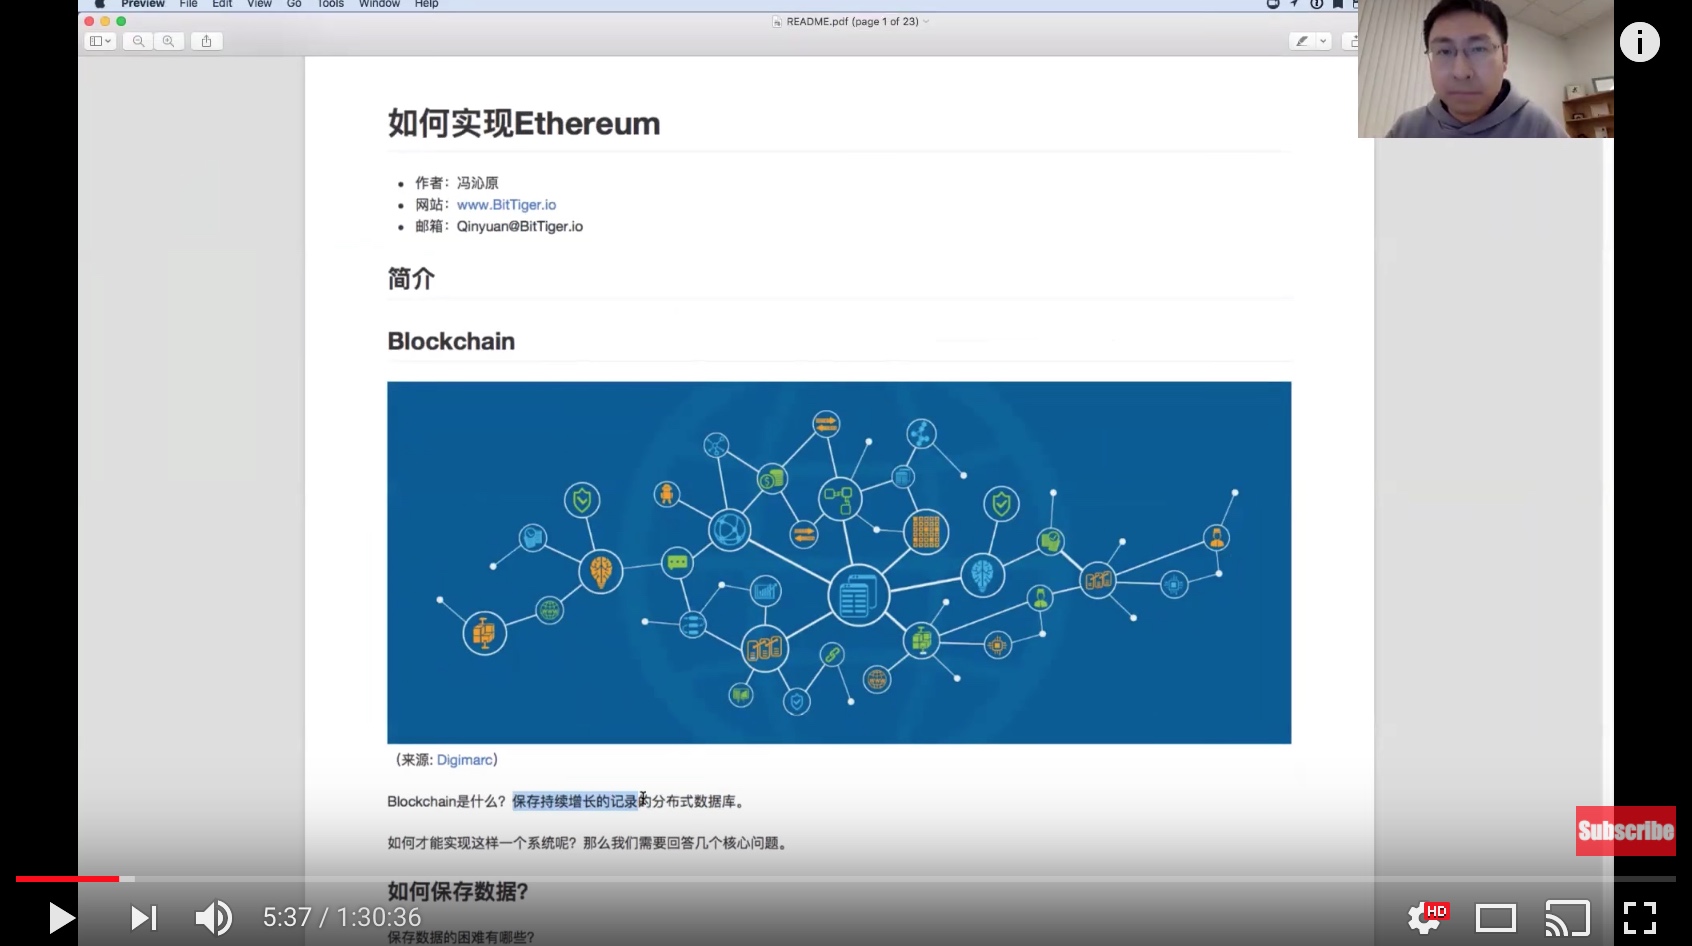 Preview File Edit View Go Tools Window Help
README.pdf (page 1 of 23)
如何实现Ethereum
作者：冯沁原
网站：www.BitTiger.io
邮箱：Qinyuan@BitTiger.io
简介
Blockchain
（来源: Digimarc）
Blockchain是什么？保存持续增长的记录的分布式数据库。
如何才能实现这样一个系统呢？那么我们需要回答几个核心问题。
Subscribe
如何保存数据?
5:37 / 1:30:36
HD
保存数据的困难有哪些?